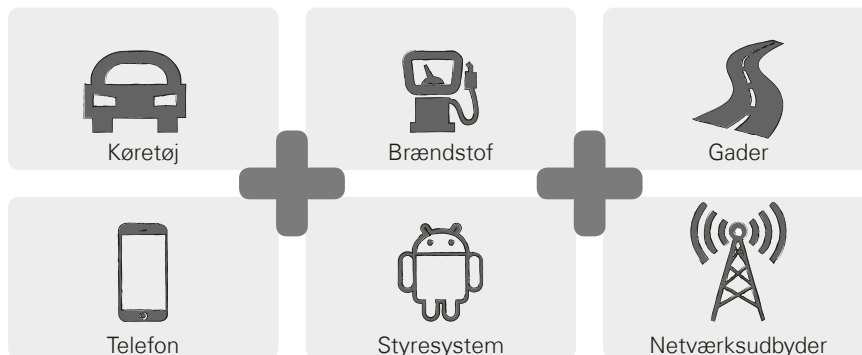 Køretøj
Brændstof
Gader
Telefon
Styresystem
Netværksudbyder